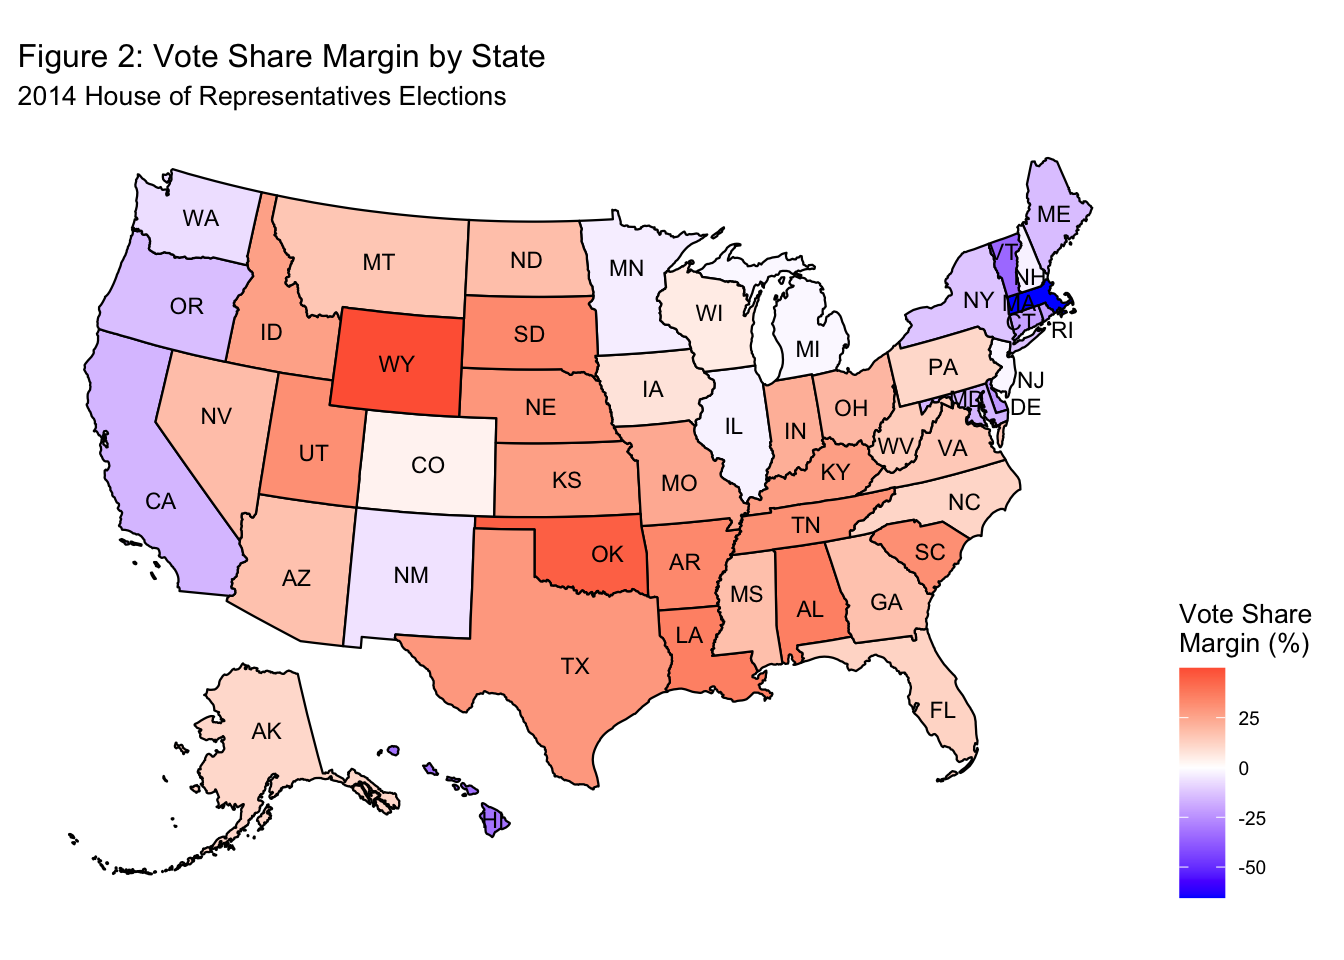 Figure 2: Vote Share Margin by State
2014 House of Representatives Elections
WA
OR
CA
NV
ID
MT
WY
UT
AZ
CO
NM
ND
SD
NE
KS
OK
TX
MN
IA
MO
AR
LA
WI
IL
MI
IN
OH
KY
TN
MS
AL
GA
FL
SC
NC
VA
WV
PA
NY
VT
NH
ME
MA
CT
RI
NJ
DE
MD
AK
HI
Vote Share
Margin (%)
25
0
-25
-50